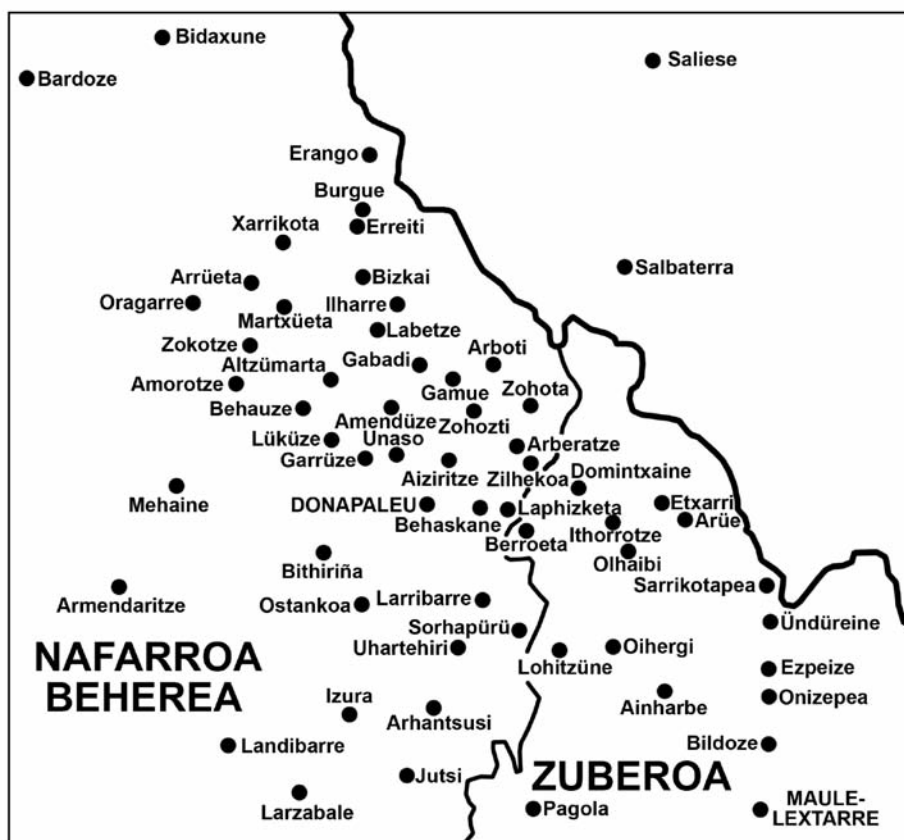 Bidaxune
Saliese
Bardoze
Erango
Burgue
Erreiti
Xarrikota
Salbaterra
Arrüeta
Bizkai
Oragarre
Ilharre
Martxüeta
Labetze
Zokotze
Altzümarta
Gabadi
Arboti
Amorotze
Gamue
Zohota
Behauze
Amendüze
Zohozti
Lüküze
Unaso
Arberatze
Garrüze
Aiziritze
Zilhekoa
Domintxaine
Mehaine
DONAPALEU
Laphizketa
Etxarri
Arüe
Behaskane
Ithorrotze
Berroeta
Olhaibi
Bithiriña
Sarrikotapea
Armendaritze
Ostankoa
Larribarre
Sorhapürü
Ündüreine
NAFARROA
BEHEREA
Uhartehiri
Lohitzüne
Oihergi
Ezpeize
Izura
Arhantsusi
Ainharbe
Onizepea
Landibarre
Bildoze
Jutsi
ZUBEROA
Larzabale
Pagola
MAULE-
LEXTARRE